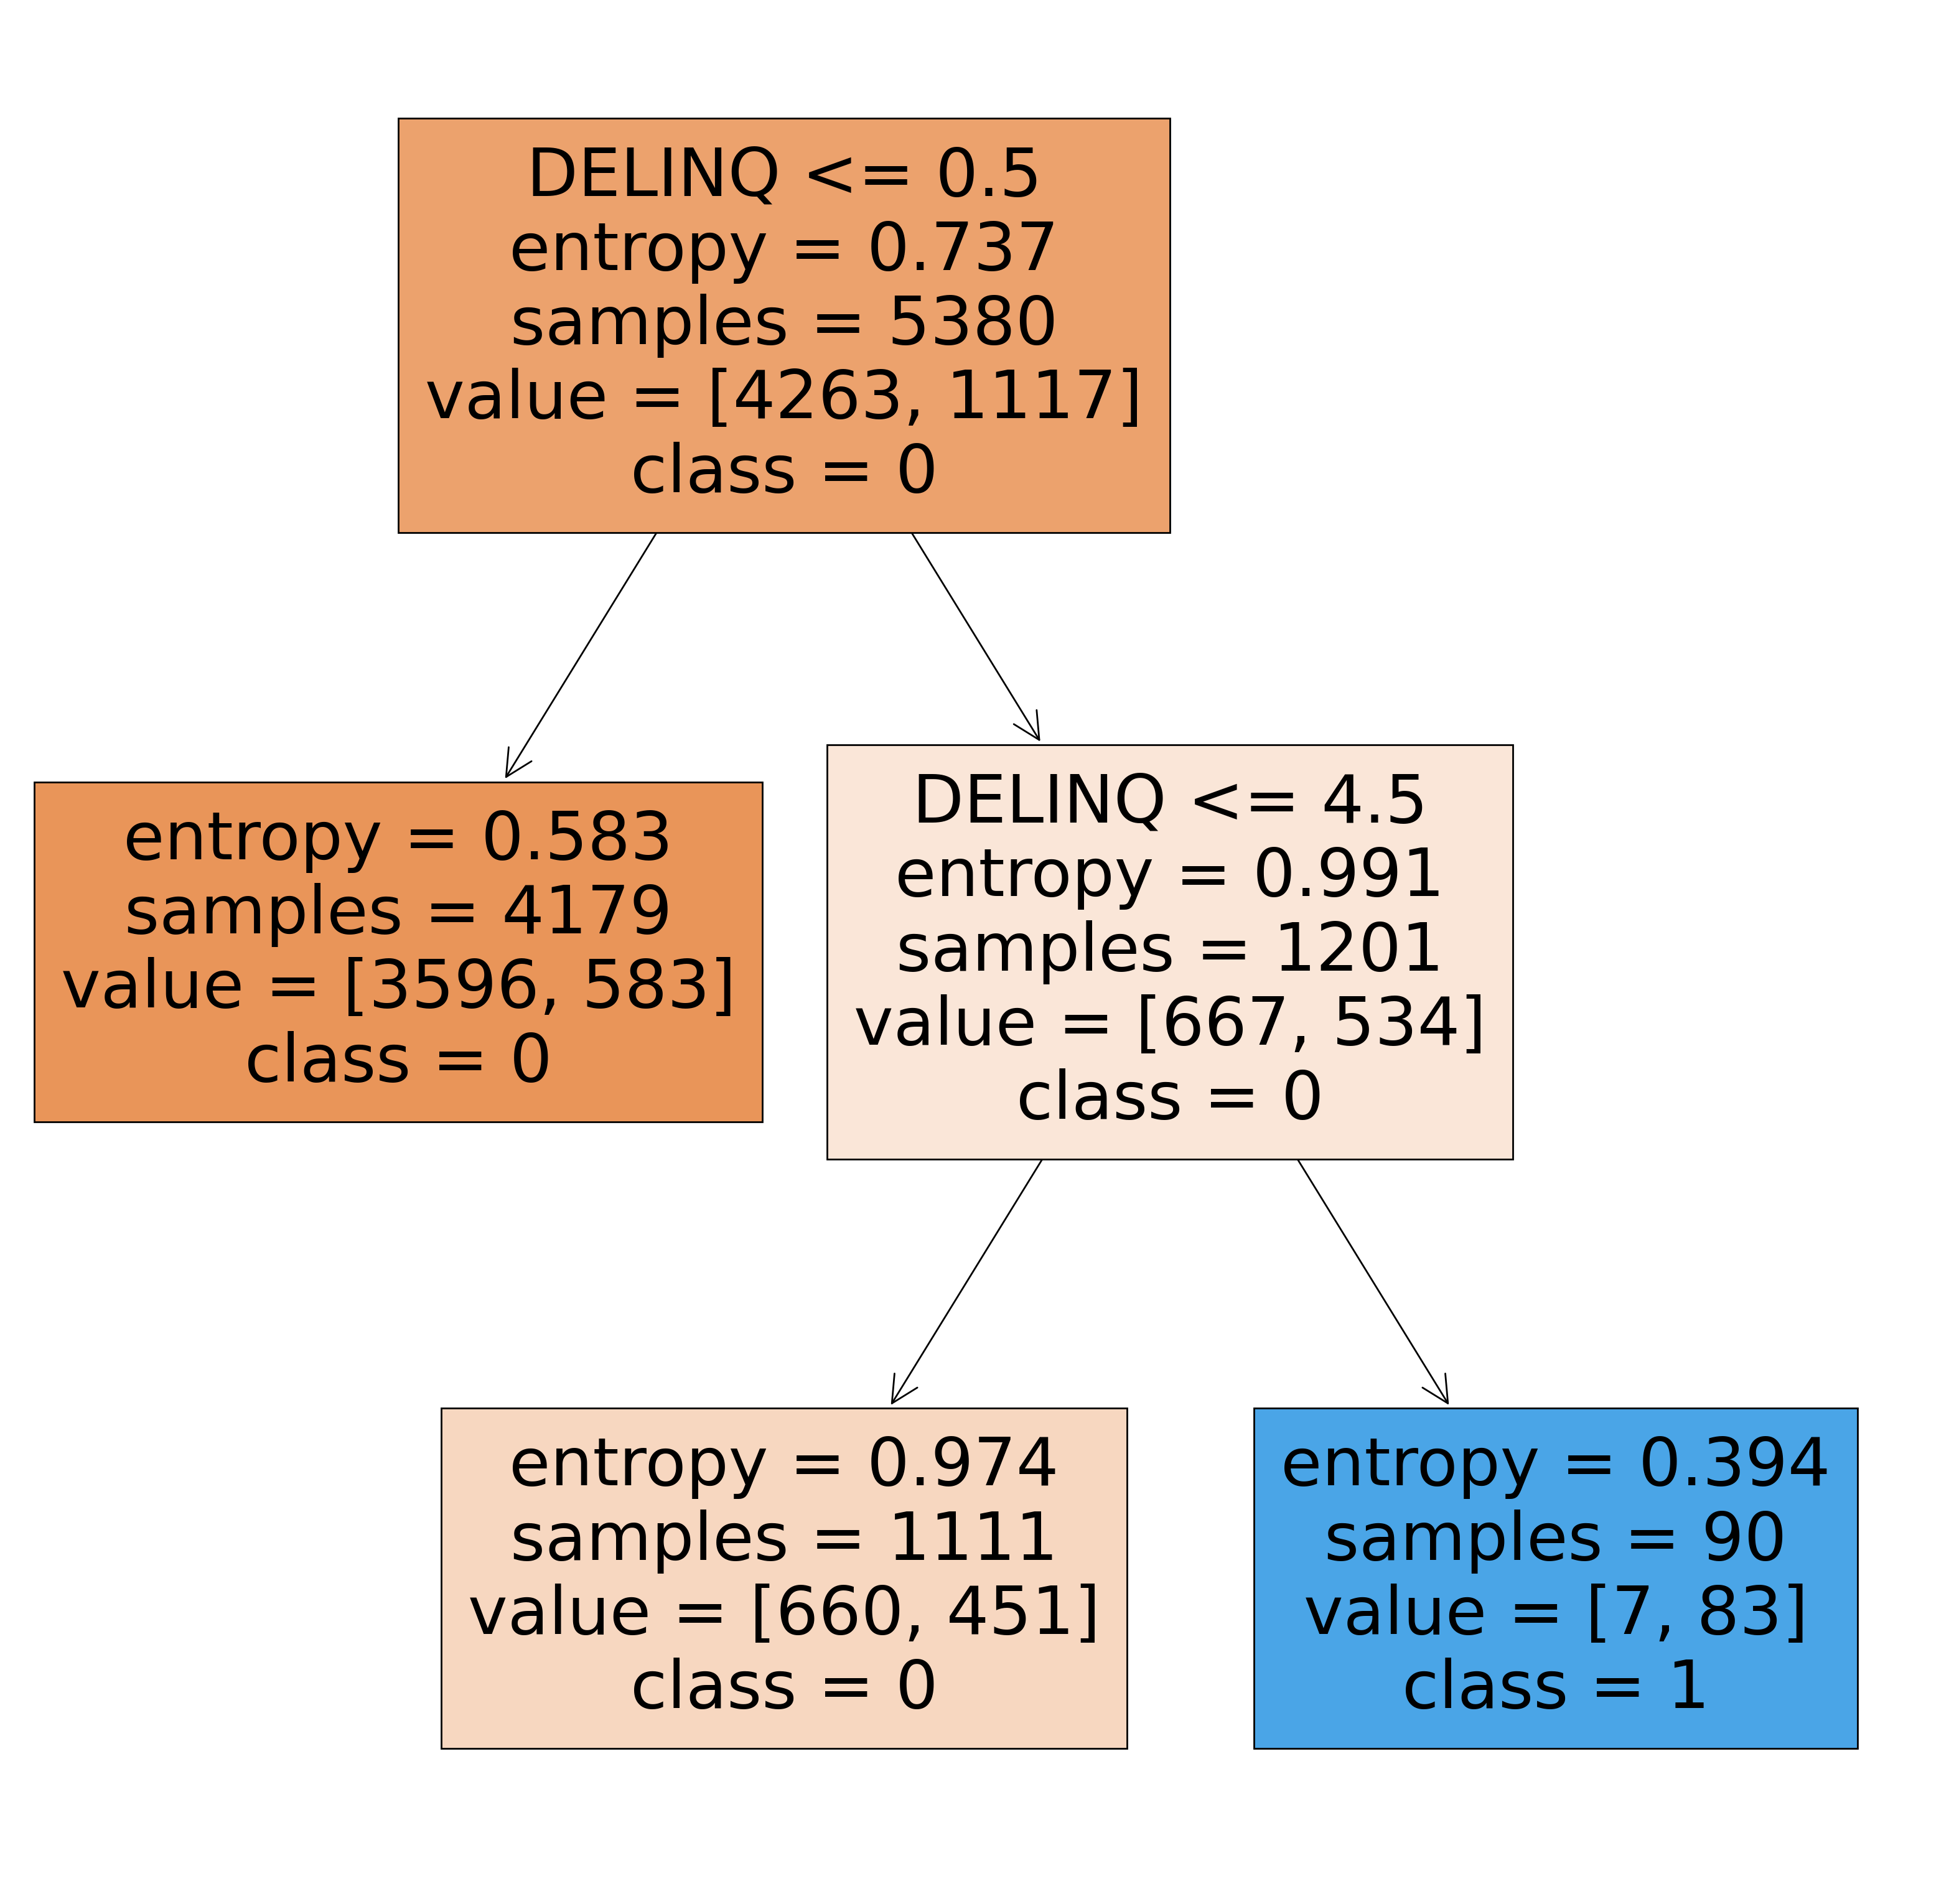 DELINQ <= 0.5
entropy = 0.737
samples = 5380
value = [4263, 1117]
class = 0
entropy = 0.583
samples = 4179
value = [3596, 583]
class = 0
DELINQ <= 4.5
entropy = 0.991
samples = 1201
value = [667, 534]
class = 0
entropy = 0.974
samples = 1111
value = [660, 451]
class = 0
entropy = 0.394
samples = 90
value = [7, 83]
class = 1